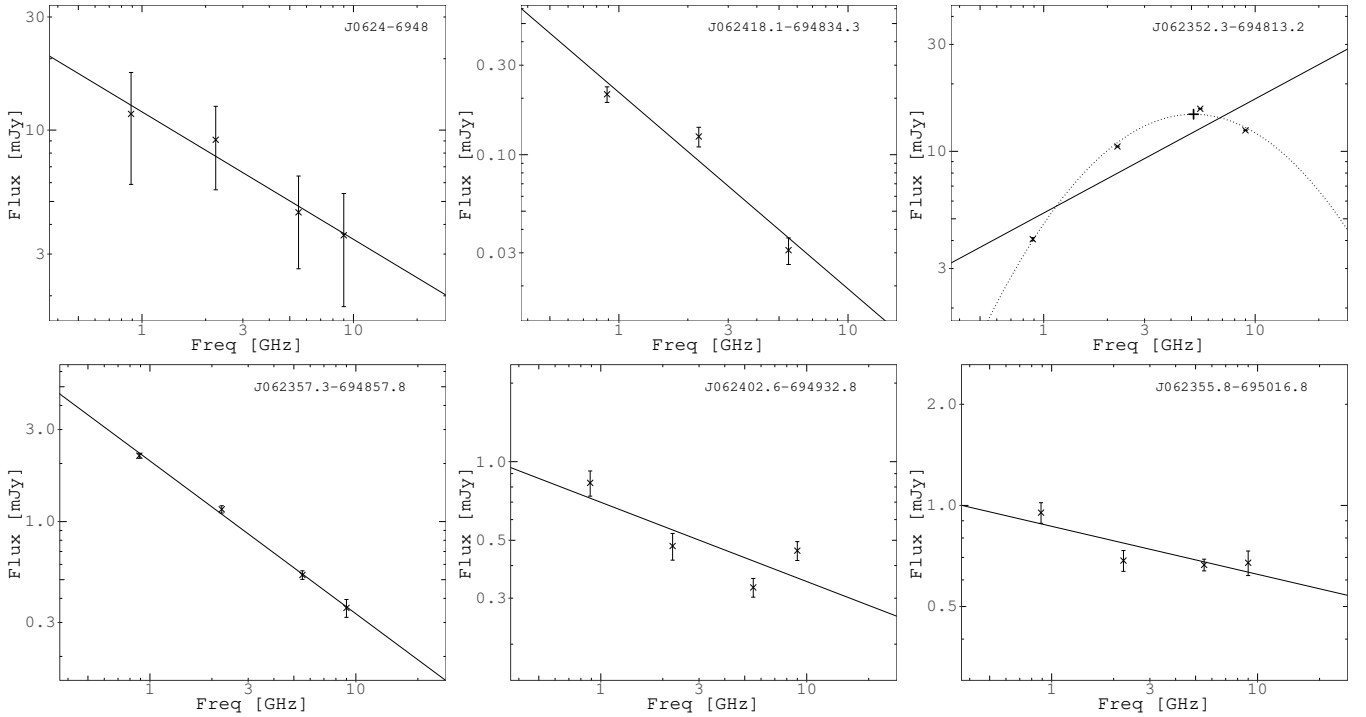 J0624−6948
30
10
3
Flux [mJy]
1
3
10
Freq [GHz]
J062418.1−694834.3
0.30
0.10
0.03
Flux [mJy]
1
3
10
Freq [GHz]
J062352.3−694813.2
30
10
3
Flux [mJy]
1
3
10
Freq [GHz]
J062357.3−694857.8
3.0
1.0
0.3
Flux [mJy]
1
3
10
Freq [GHz]
J062402.6−694932.8
1.0
0.5
0.3
Flux [mJy]
1
3
10
Freq [GHz]
J062355.8−695016.8
2.0
1.0
0.5
Flux [mJy]
1
3
10
Freq [GHz]